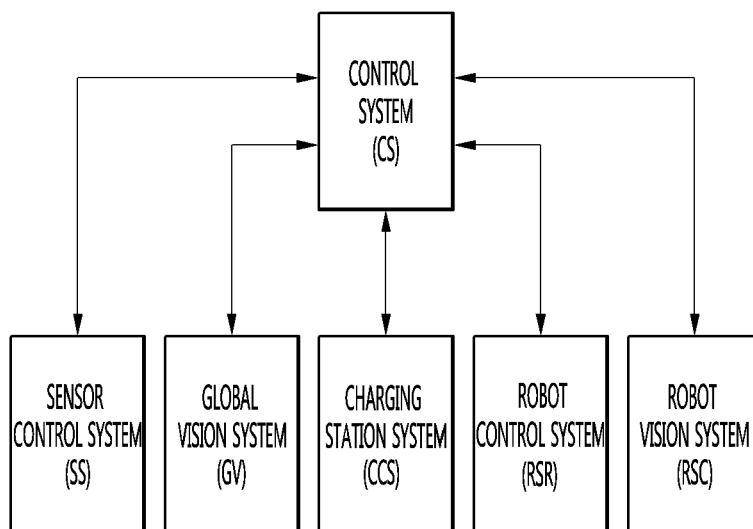 CONTROL
SYSTEM
(CS)
SENSOR
CONTROL SYSTEM
(SS)
GLOBAL
VISION SYSTEM
(GV)
CHARGING
STATION SYSTEM
(CCS)
ROBOT
CONTROL SYSTEM
(RSR)
ROBOT
VISION SYSTEM
(RSC)